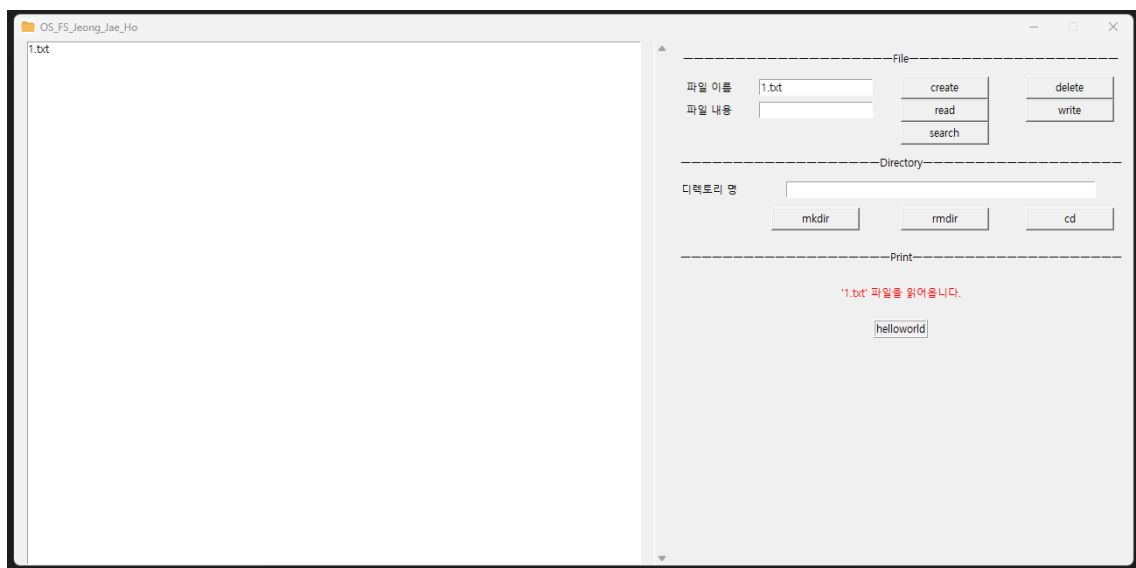 OS_FS_Jeong_Jae_Ho
1.txt
File
파일 이름 1.txt create delete
파일 내용 read write
search
Directory
디렉토리 명
mkdir rmdir cd
Print
'1.txt' 파일을 읽어옵니다.
helloworld